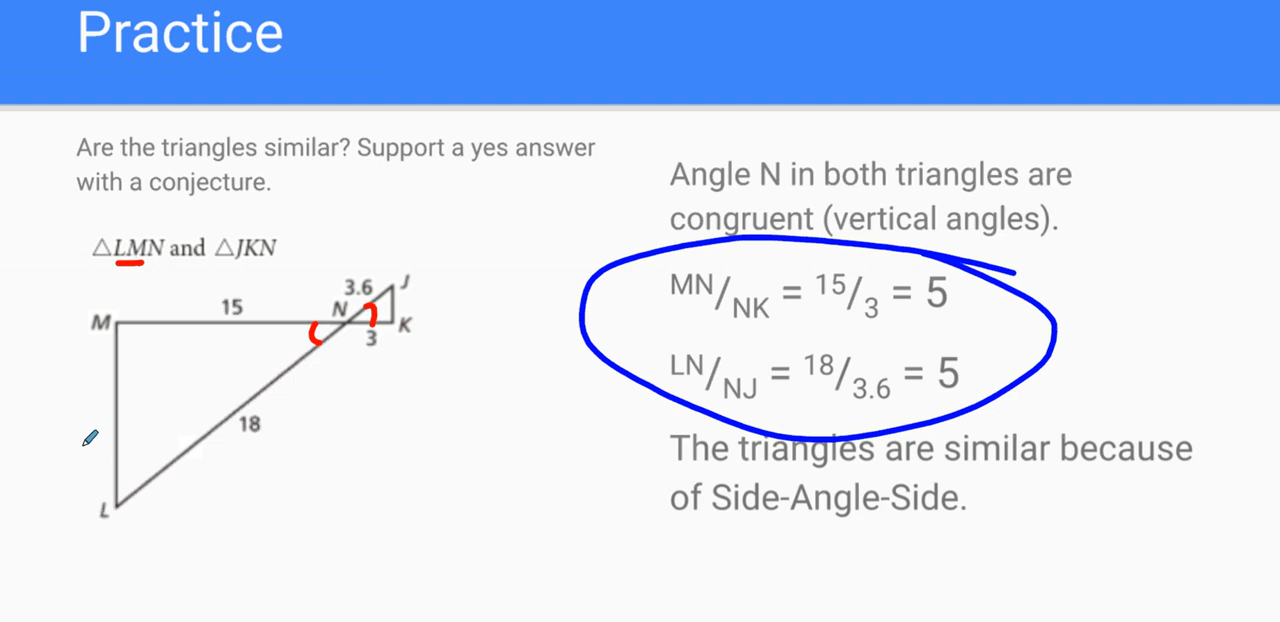 Practice
Are the triangles similar? Support a yes answer
with a conjecture.
△LMN and △JKN
M
15
N
3.6
J
K
3
18
L
Angle N in both triangles are
congruent (vertical angles).
MN/NK = 15/3 = 5
LN/NJ = 18/3.6 = 5
The triangles are similar because
of Side-Angle-Side.